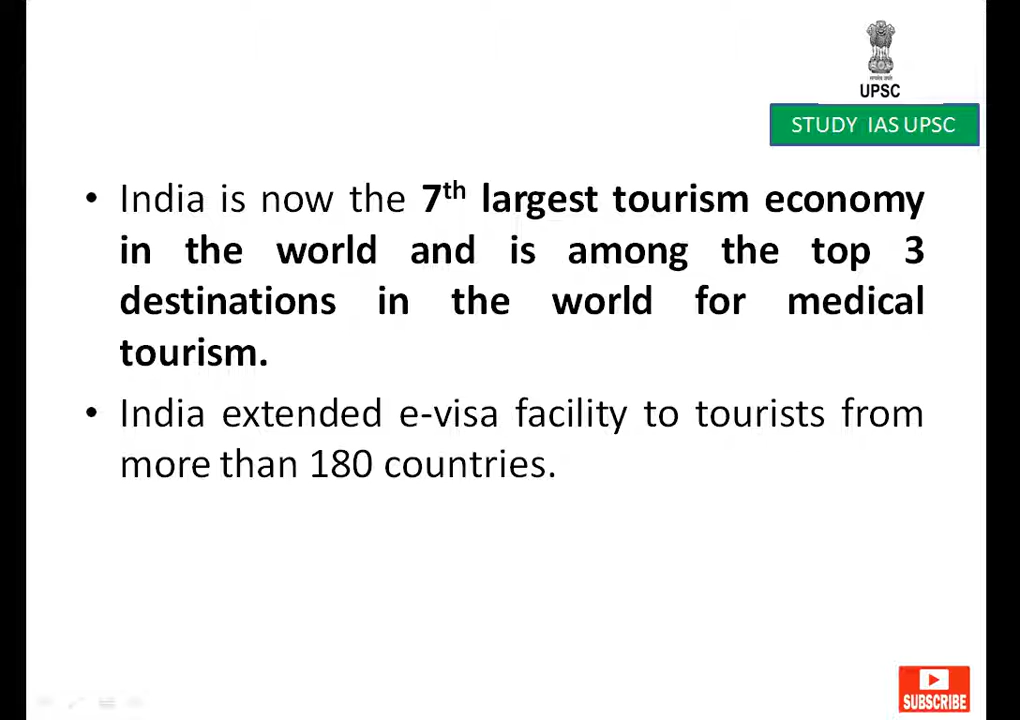 UPSC
STUDY IAS UPSC
• India is now the 7th largest tourism economy
in the world and is among the top 3
destinations in the world for medical
tourism.
• India extended e-visa facility to tourists from
more than 180 countries.
SUBSCRIBE